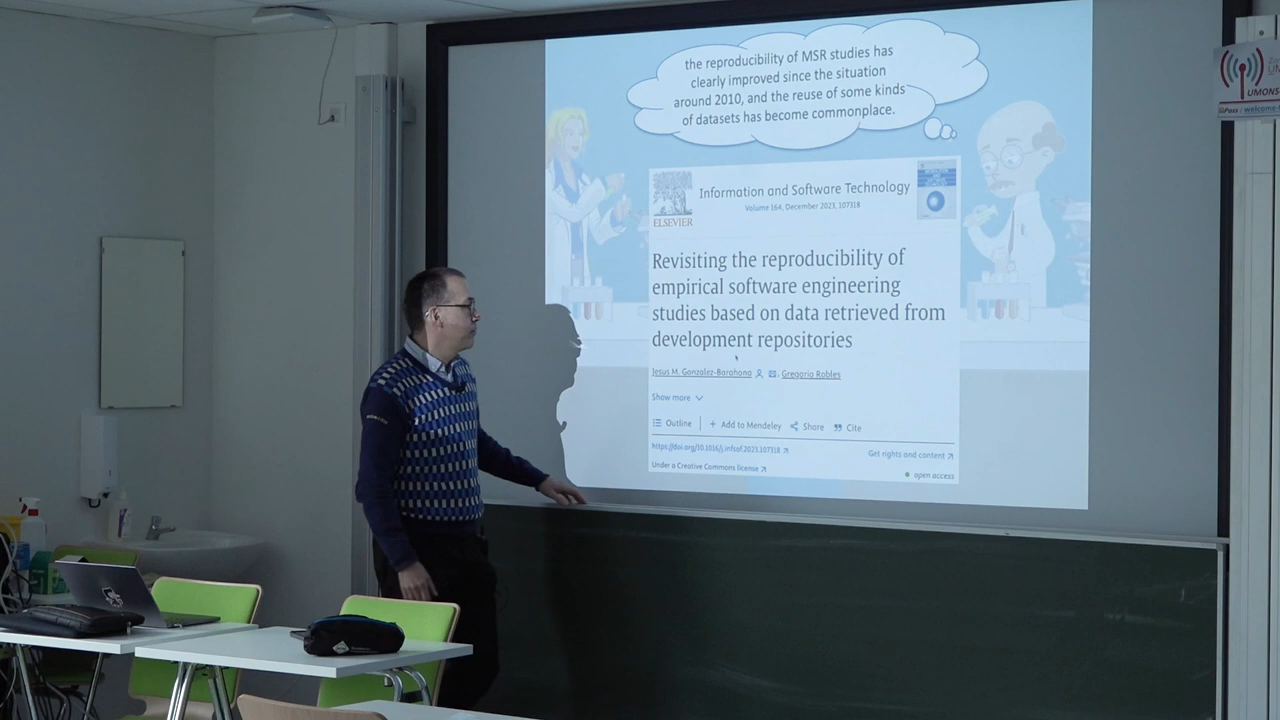 the reproducibility of MSR studies has
clearly improved since the situation
around 2010, and the reuse of some kinds
of datasets has become commonplace.
ELSEVIER
Information and Software Technology
Volume 164, December 2023, 107318
Revisiting the reproducibility of
empirical software engineering
studies based on data retrieved from
development repositories
Jesus M. Gonzalez-Barahona
Gregorio Robles
Show more
Outline
+ Add to Mendeley
Share
Cite
https://doi.org/10.1016/j.infsof.2023.107318
Get rights and content
Under a Creative Commons license
open access
UMONS